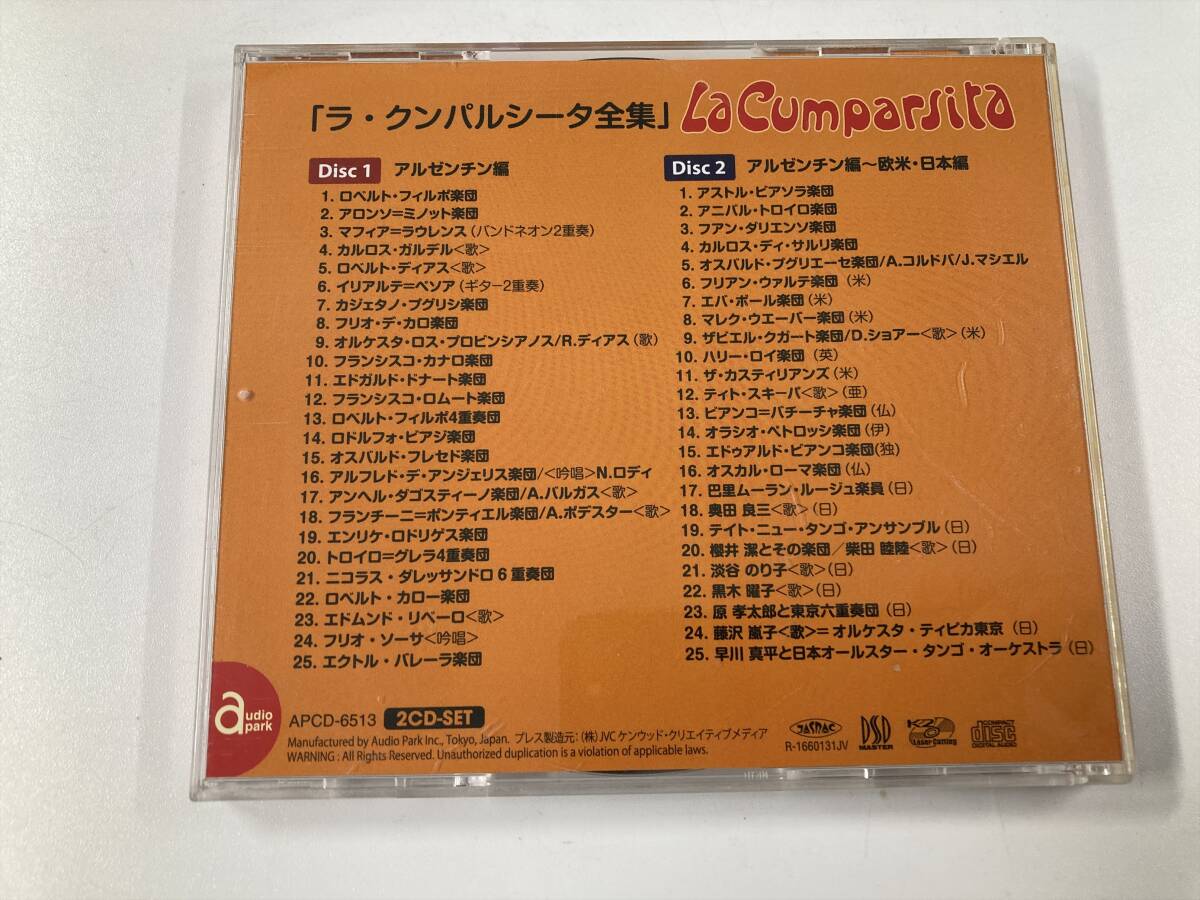 「ラ・クンパルシータ全集」 La Cumparsita
Disc 1 アルゼンチン編
1. ロベルト・フィルポ楽団
2. アロンソ=ミノット楽団
3. マフィア=ラウレンス(バンドネオン2重奏)
4. カルロス・ガルデル<歌>
5. ロベルト・ディアス<歌>
6. イリアルテ=ペソア(ギター2重奏)
7. カジェタノ・プグリシ楽団
8. フリオ・デ・カロ楽団
9. オルケスタ・ロス・プロビンシアノス/R.ディアス(歌)
10. フランシスコ・カナロ楽団
11. エドガルド・ドナート楽団
12. フランシスコ・ロムート楽団
13. ロベルト・フィルポ4重奏団
14. ロドルフォ・ビアジ楽団
15. オスバルド・フレセド楽団
16. アルフレド・デ・アンジェリス楽団/<吟唱>N.ロディ
17. アンヘル・ダゴスティーノ楽団/A.バルガス<歌>
18. フランチーニ=ポンティエル楽団/A.ポデスター<歌>
19. エンリケ・ロドリゲス楽団
20. トロイロ=グレラ4重奏団
21. ニコラス・ダレッサンドロ6重奏団
22. ロベルト・カロー楽団
23. エドムンド・リベーロ<歌>
24. フリオ・ソーサ<吟唱>
25. エクトル・バレーラ楽団
Disc 2 アルゼンチン編〜欧米・日本編
1. アストル・ピアソラ楽団
2. アニバル・トロイロ楽団
3. フアン・ダリエンソ楽団
4. カルロス・ディ・サルリ楽団
5. オスバルド・プグリエーセ楽団/A.コルドバ/J.マシエル
6. フリアン・ウァルテ楽団(米)
7. エバ・ボール楽団(米)
8. マレク・ウエーバー楽団(米)
9. ザビエル・クガート楽団/D.ショアー<歌>(米)
10. ハリー・ロイ楽団(英)
11. ザ・カスティリアンズ(米)
12. ティト・スキーパ<歌>(亜)
13. ビアンコ=バチーチャ楽団(仏)
14. オラシオ・ペトロッシ楽団(伊)
15. エドゥアルド・ビアンコ楽団(独)
16. オスカル・ローマ楽団(仏)
17. 巴里ムーラン・ルージュ楽員(日)
18. 奥田 良三<歌>(日)
19. テイト・ニュー・タンゴ・アンサンブル(日)
20. 櫻井 潔とその楽団/柴田 睦陸<歌>(日)
21. 淡谷 のり子<歌>(日)
22. 黒木 曜子<歌>(日)
23. 原 孝太郎と東京六重奏団(日)
24. 藤沢 嵐子<歌>=オルケスタ・ティピカ東京(日)
25. 早川 真平と日本オールスター・タンゴ・オーケストラ(日)
audio park
APCD-6513 2CD-SET
Manufactured by Audio Park Inc., Tokyo, Japan. プレス製造元:(株)JVCケンウッド・クリエイティブメディア
WARNING : All Rights Reserved. Unauthorized duplication is a violation of applicable laws.
JASRAC
R-1660131JV
DSD MASTER
K2 Laser Cutting
COMPACT disc DIGITAL AUDIO